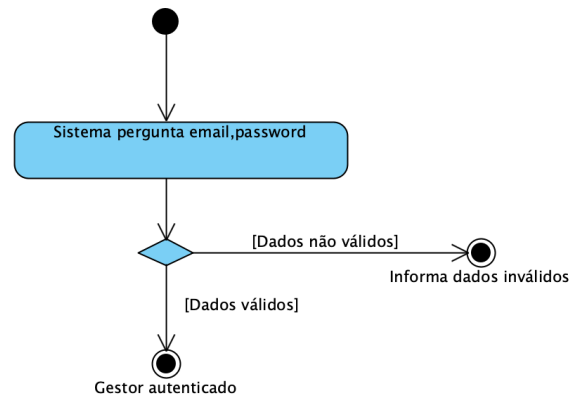 Sistema pergunta email,password
[Dados não válidos]
Informa dados inválidos
[Dados válidos]
Gestor autenticado